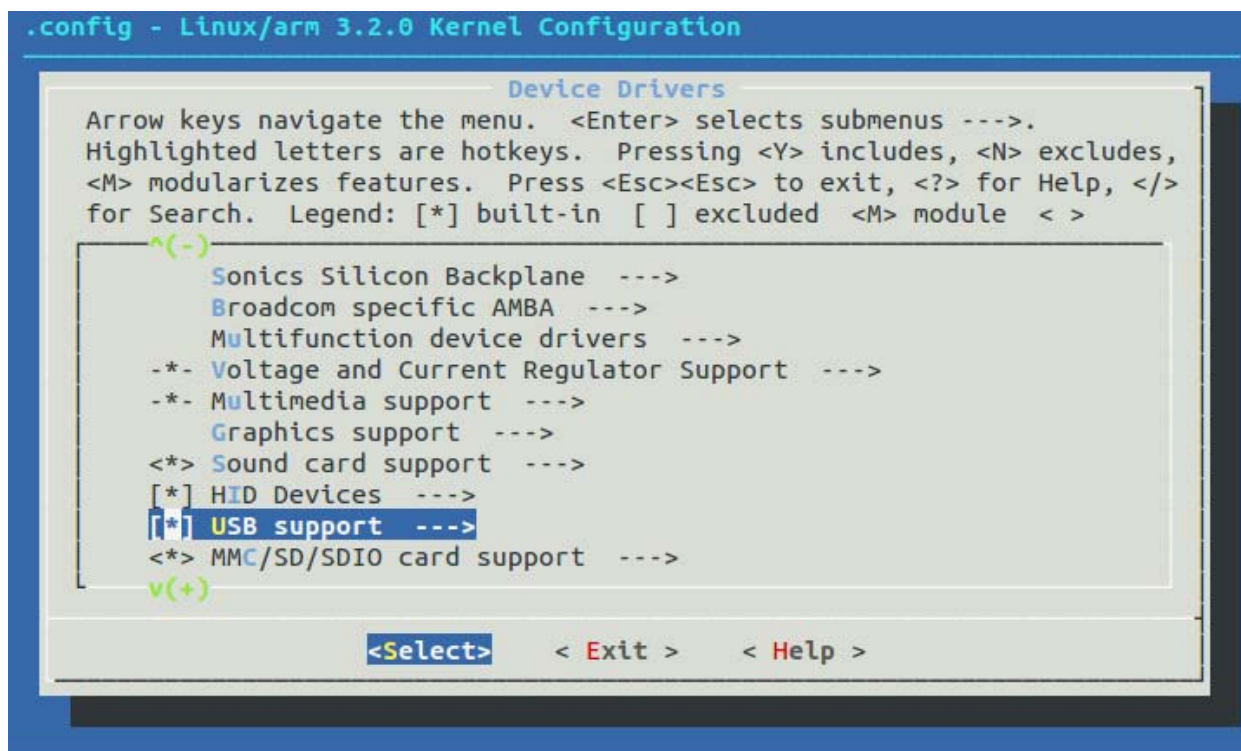 .config - Linux/arm 3.2.0 Kernel Configuration
Device Drivers
Arrow keys navigate the menu.  <Enter> selects submenus --->.
Highlighted letters are hotkeys.  Pressing <Y> includes, <N> excludes,
<M> modularizes features.  Press <Esc><Esc> to exit, <?> for Help, </>
for Search.  Legend: [*] built-in  [ ] excluded  <M> module  < >
^(-)
Sonics Silicon Backplane  --->
Broadcom specific AMBA  --->
Multifunction device drivers  --->
-*- Voltage and Current Regulator Support  --->
-*- Multimedia support  --->
Graphics support  --->
<*> Sound card support  --->
[*] HID Devices  --->
[*] USB support  --->
<*> MMC/SD/SDIO card support  --->
v(+)
<Select>    < Exit >    < Help >